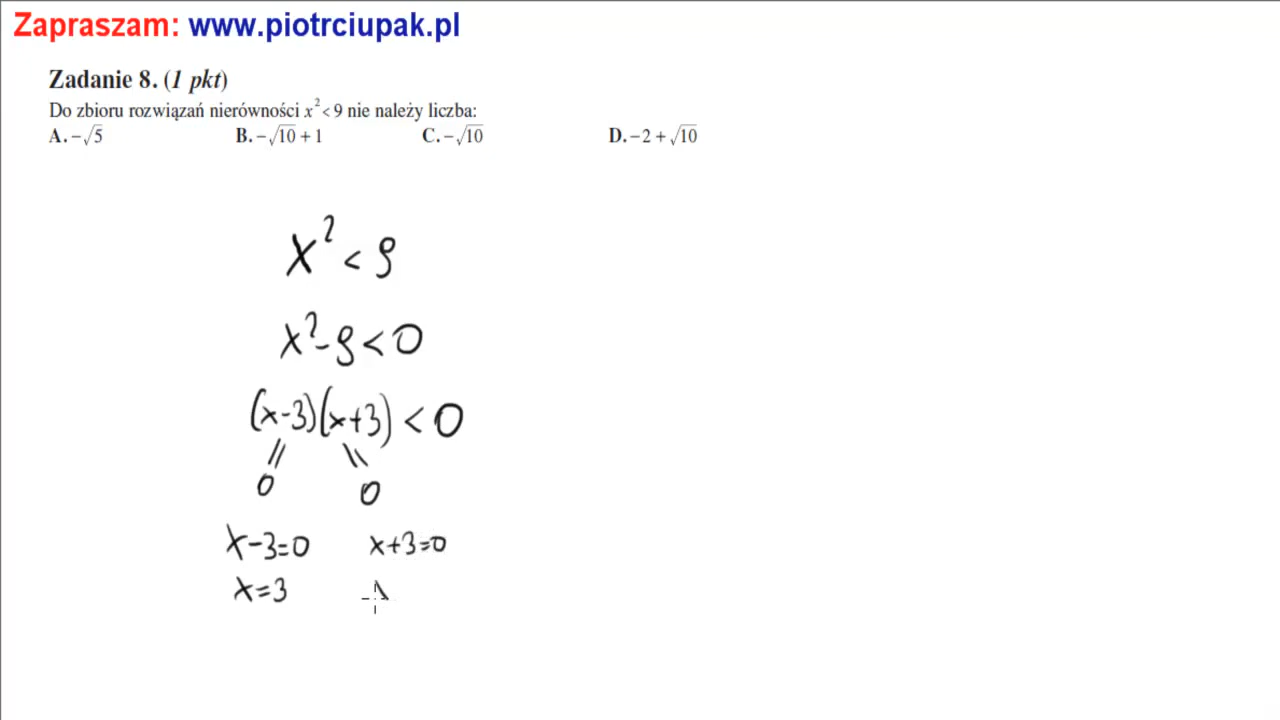 Zapraszam: www.piotrciupak.pl
Zadanie 8. (1 pkt)
Do zbioru rozwiązań nierówności x² < 9 nie należy liczba:
A. −√5 B. −√10 + 1 C. −√10 D. −2 + √10
x² < 9
x² − 9 < 0
(x−3)(x+3) < 0
= =
0 0
x−3=0 x+3=0
x=3